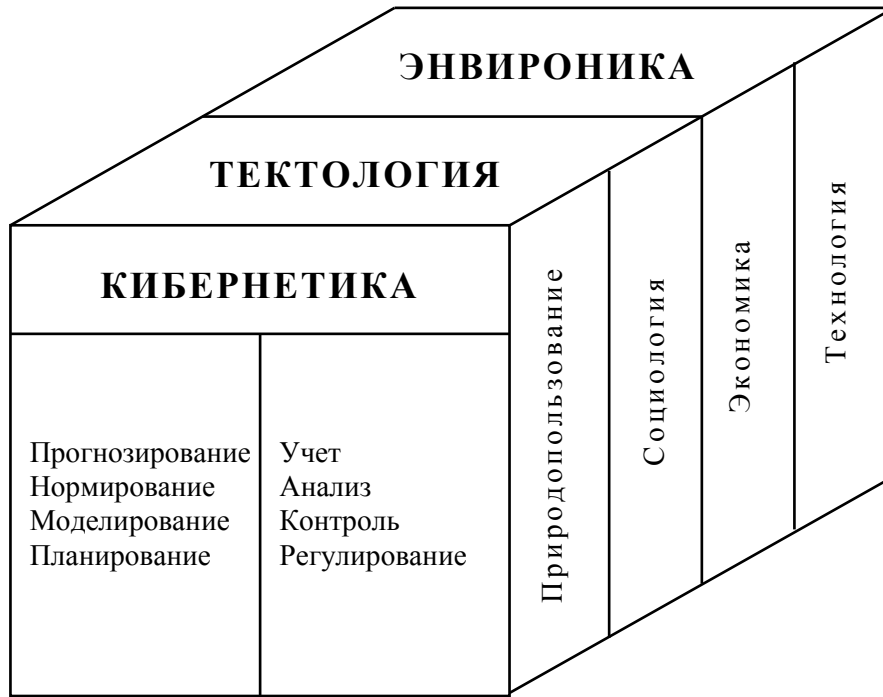 ЭНВИРОНИКА
ТЕКТОЛОГИЯ
КИБЕРНЕТИКА
Прогнозирование
Нормирование
Моделирование
Планирование
Учет
Анализ
Контроль
Регулирование
Природопользование
Социология
Экономика
Технология